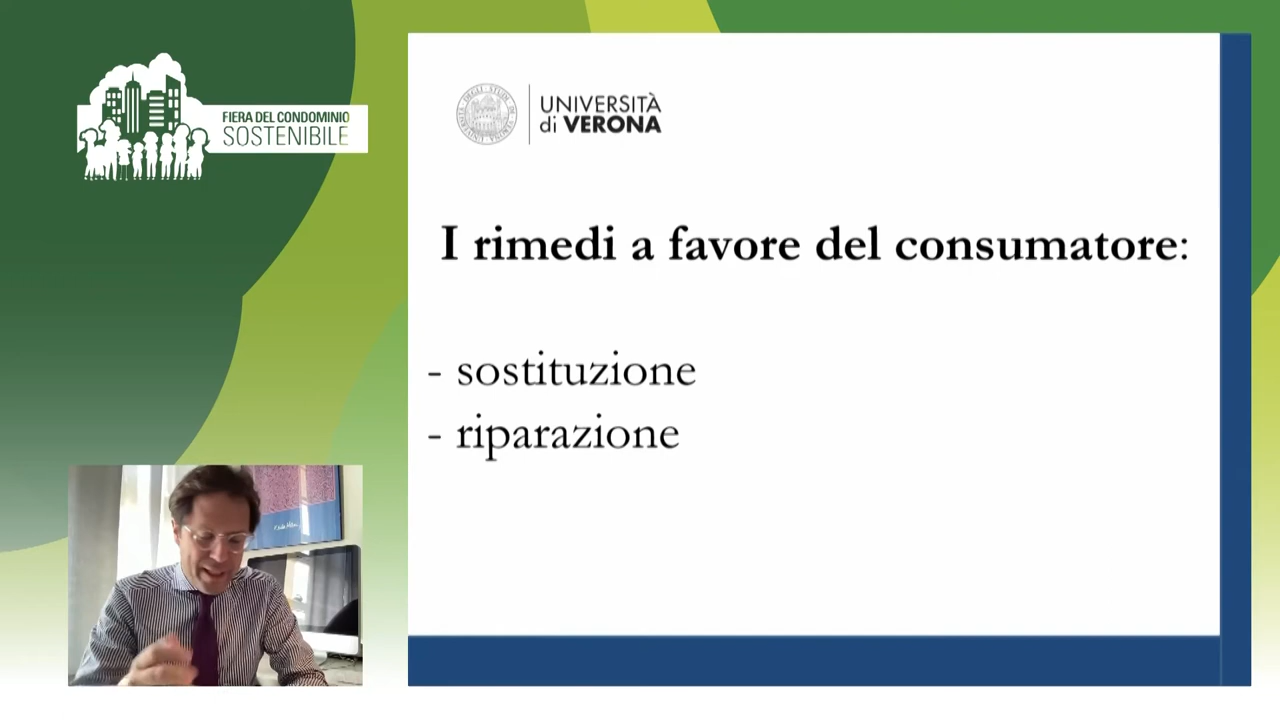 FIERA DEL CONDOMINIO
SOSTENIBILE
UNIVERSITÀ
di VERONA
I rimedi a favore del consumatore:
- sostituzione
- riparazione